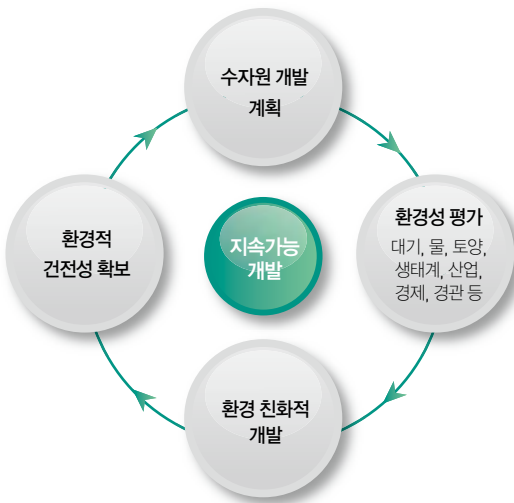 수자원 개발
계획
환경성 평가
대기, 물, 토양,
생태계, 산업,
경제, 경관 등
환경 친화적
개발
환경적
건전성 확보
지속가능
개발